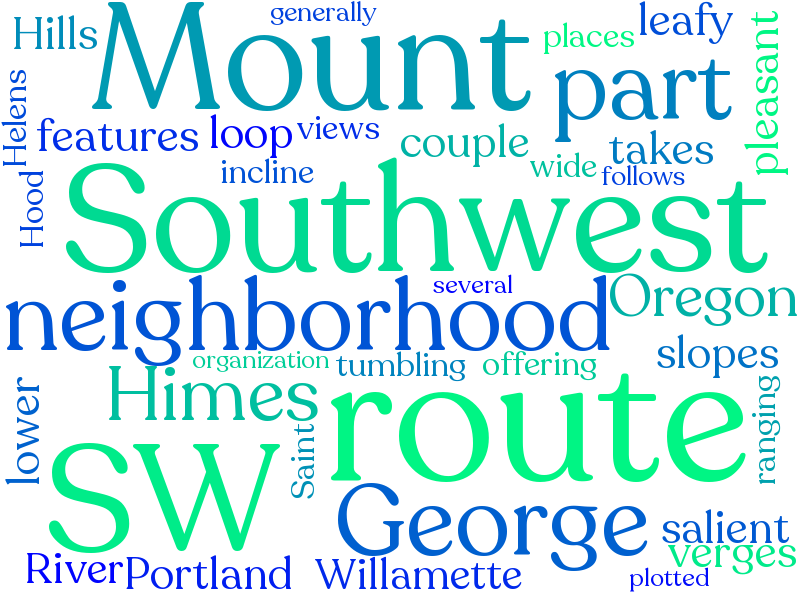 generally
leafy
Hills
Mount
places
pleasant
part
Helens
features
loop
views
couple
takes
incline
wide
follows
Hood
Southwest
several
neighborhood
Oregon
organization
tumbling
offering
slopes
Himes
route
lower
ranging
Saint
SW
George
salient
verges
River
Portland
Willamette
plotted